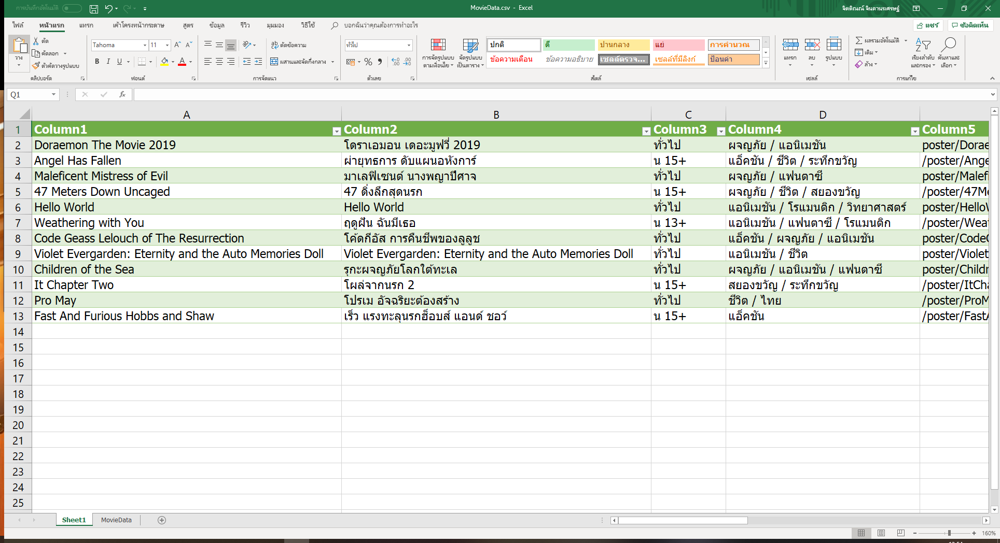 การบันทึกอัตโนมัติ
MovieData.csv - Excel
ไฟล์ หน้าแรก แทรก เค้าโครงหน้ากระดาษ สูตร ข้อมูล รีวิว มุมมอง วิธีใช้ บอกฉันว่าคุณต้องการทำอะไร แชร์ ข้อคิดเห็น
วาง
ตัด
คัดลอก
ตัวคัดวางรูปแบบ
คลิปบอร์ด
Tahoma 11
B I U
ฟอนต์
ตัดข้อความ
ผสานและจัดกึ่งกลาง
การจัดแนว
ทั่วไป
ตัวเลข
การจัดรูปแบบ
ตามเงื่อนไข
จัดรูปแบบ
เป็นตาราง
ปกติ ดี ปานกลาง แย่ การคำนวณ
ข้อความเตือน ข้อความอธิบาย เซลล์ตรวจ... เซลล์ที่มีลิงก์ ป้อนค่า
สไตล์
แทรก ลบ รูปแบบ
เซลล์
ผลรวมอัตโนมัติ
เติม
ล้าง
เรียงลำดับ
และกรอง
ค้นหาและ
เลือก
การแก้ไข
Q1 fx
A B C D
1 Column1 Column2 Column3 Column4 Column5
2 Doraemon The Movie 2019 โดราเอมอน เดอะมูฟวี่ 2019 ทั่วไป ผจญภัย / แอนิเมชัน poster/Dorae
3 Angel Has Fallen ผ่ายุทธการ ดับแผนอหังการ์ น 15+ แอ็คชัน / ชีวิต / ระทึกขวัญ /poster/Ange
4 Maleficent Mistress of Evil มาเลฟิเซนต์ นางพญาปีศาจ ทั่วไป ผจญภัย / แฟนตาซี poster/Malefi
5 47 Meters Down Uncaged 47 ดิ่งลึกสุดนรก น 15+ ผจญภัย / ชีวิต / สยองขวัญ /poster/47Me
6 Hello World Hello World ทั่วไป แอนิเมชัน / โรแมนติก / วิทยาศาสตร์ poster/HelloW
7 Weathering with You ฤดูฝัน ฉันมีเธอ น 13+ แอนิเมชัน / แฟนตาซี / โรแมนติก /poster/Wea
8 Code Geass Lelouch of The Resurrection โค้ดกีอัส การคืนชีพของลูลูช ทั่วไป แอ็คชัน / ผจญภัย / แอนิเมชัน poster/CodeG
9 Violet Evergarden: Eternity and the Auto Memories Doll Violet Evergarden: Eternity and the Auto Memories Doll ทั่วไป แอนิเมชัน / ชีวิต poster/Violet
10 Children of the Sea รุกะผจญภัยโลกใต้ทะเล ทั่วไป ผจญภัย / แอนิเมชัน / แฟนตาซี poster/Childr
11 It Chapter Two โผล่จากนรก 2 น 15+ สยองขวัญ / ระทึกขวัญ /poster/ItCha
12 Pro May โปรเม อัจฉริยะต้องสร้าง ทั่วไป ชีวิต / ไทย /poster/ProM
13 Fast And Furious Hobbs and Shaw เร็ว แรงทะลุนรกฮ็อบส์ แอนด์ ชอว์ น 15+ แอ็คชัน /poster/FastA
14
15
16
17
18
19
20
21
22
23
24
25
Sheet1 MovieData
160%